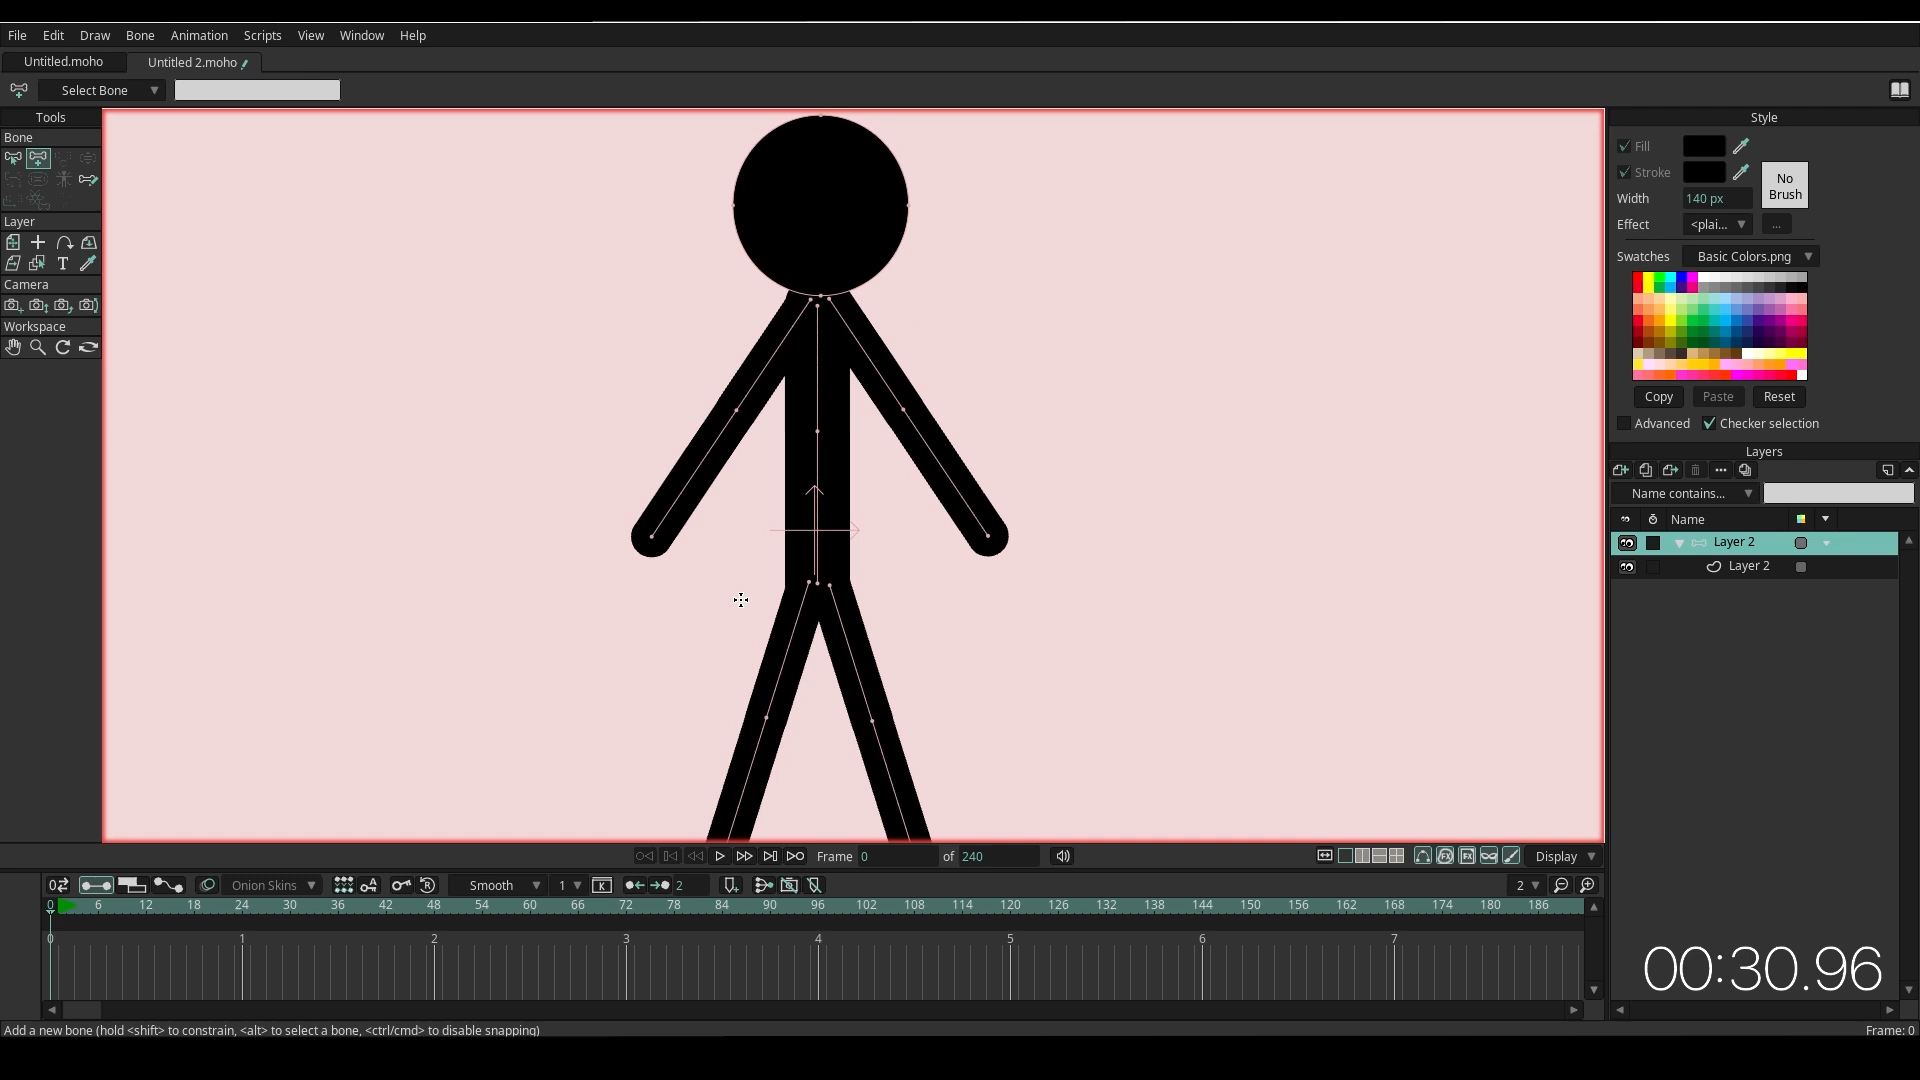 File Edit Draw Bone Animation Scripts View Window Help
Untitled.moho Untitled 2.moho
Select Bone
Tools
Bone
Layer
T
Camera
Workspace
Style
Fill
Stroke
No Brush
Width 140 px
Effect <plai... ...
Swatches Basic Colors.png
Copy Paste Reset
Advanced Checker selection
Layers
Name contains...
Name
Layer 2
Layer 2
Frame 0 of 240 Display
Onion Skins Smooth 1 K 2 2
0 6 12 18 24 30 36 42 48 54 60 66 72 78 84 90 96 102 108 114 120 126 132 138 144 150 156 162 168 174 180 186
0 1 2 3 4 5 6 7
00:30.96
Add a new bone (hold <shift> to constrain, <alt> to select a bone, <ctrl/cmd> to disable snapping) Frame: 0